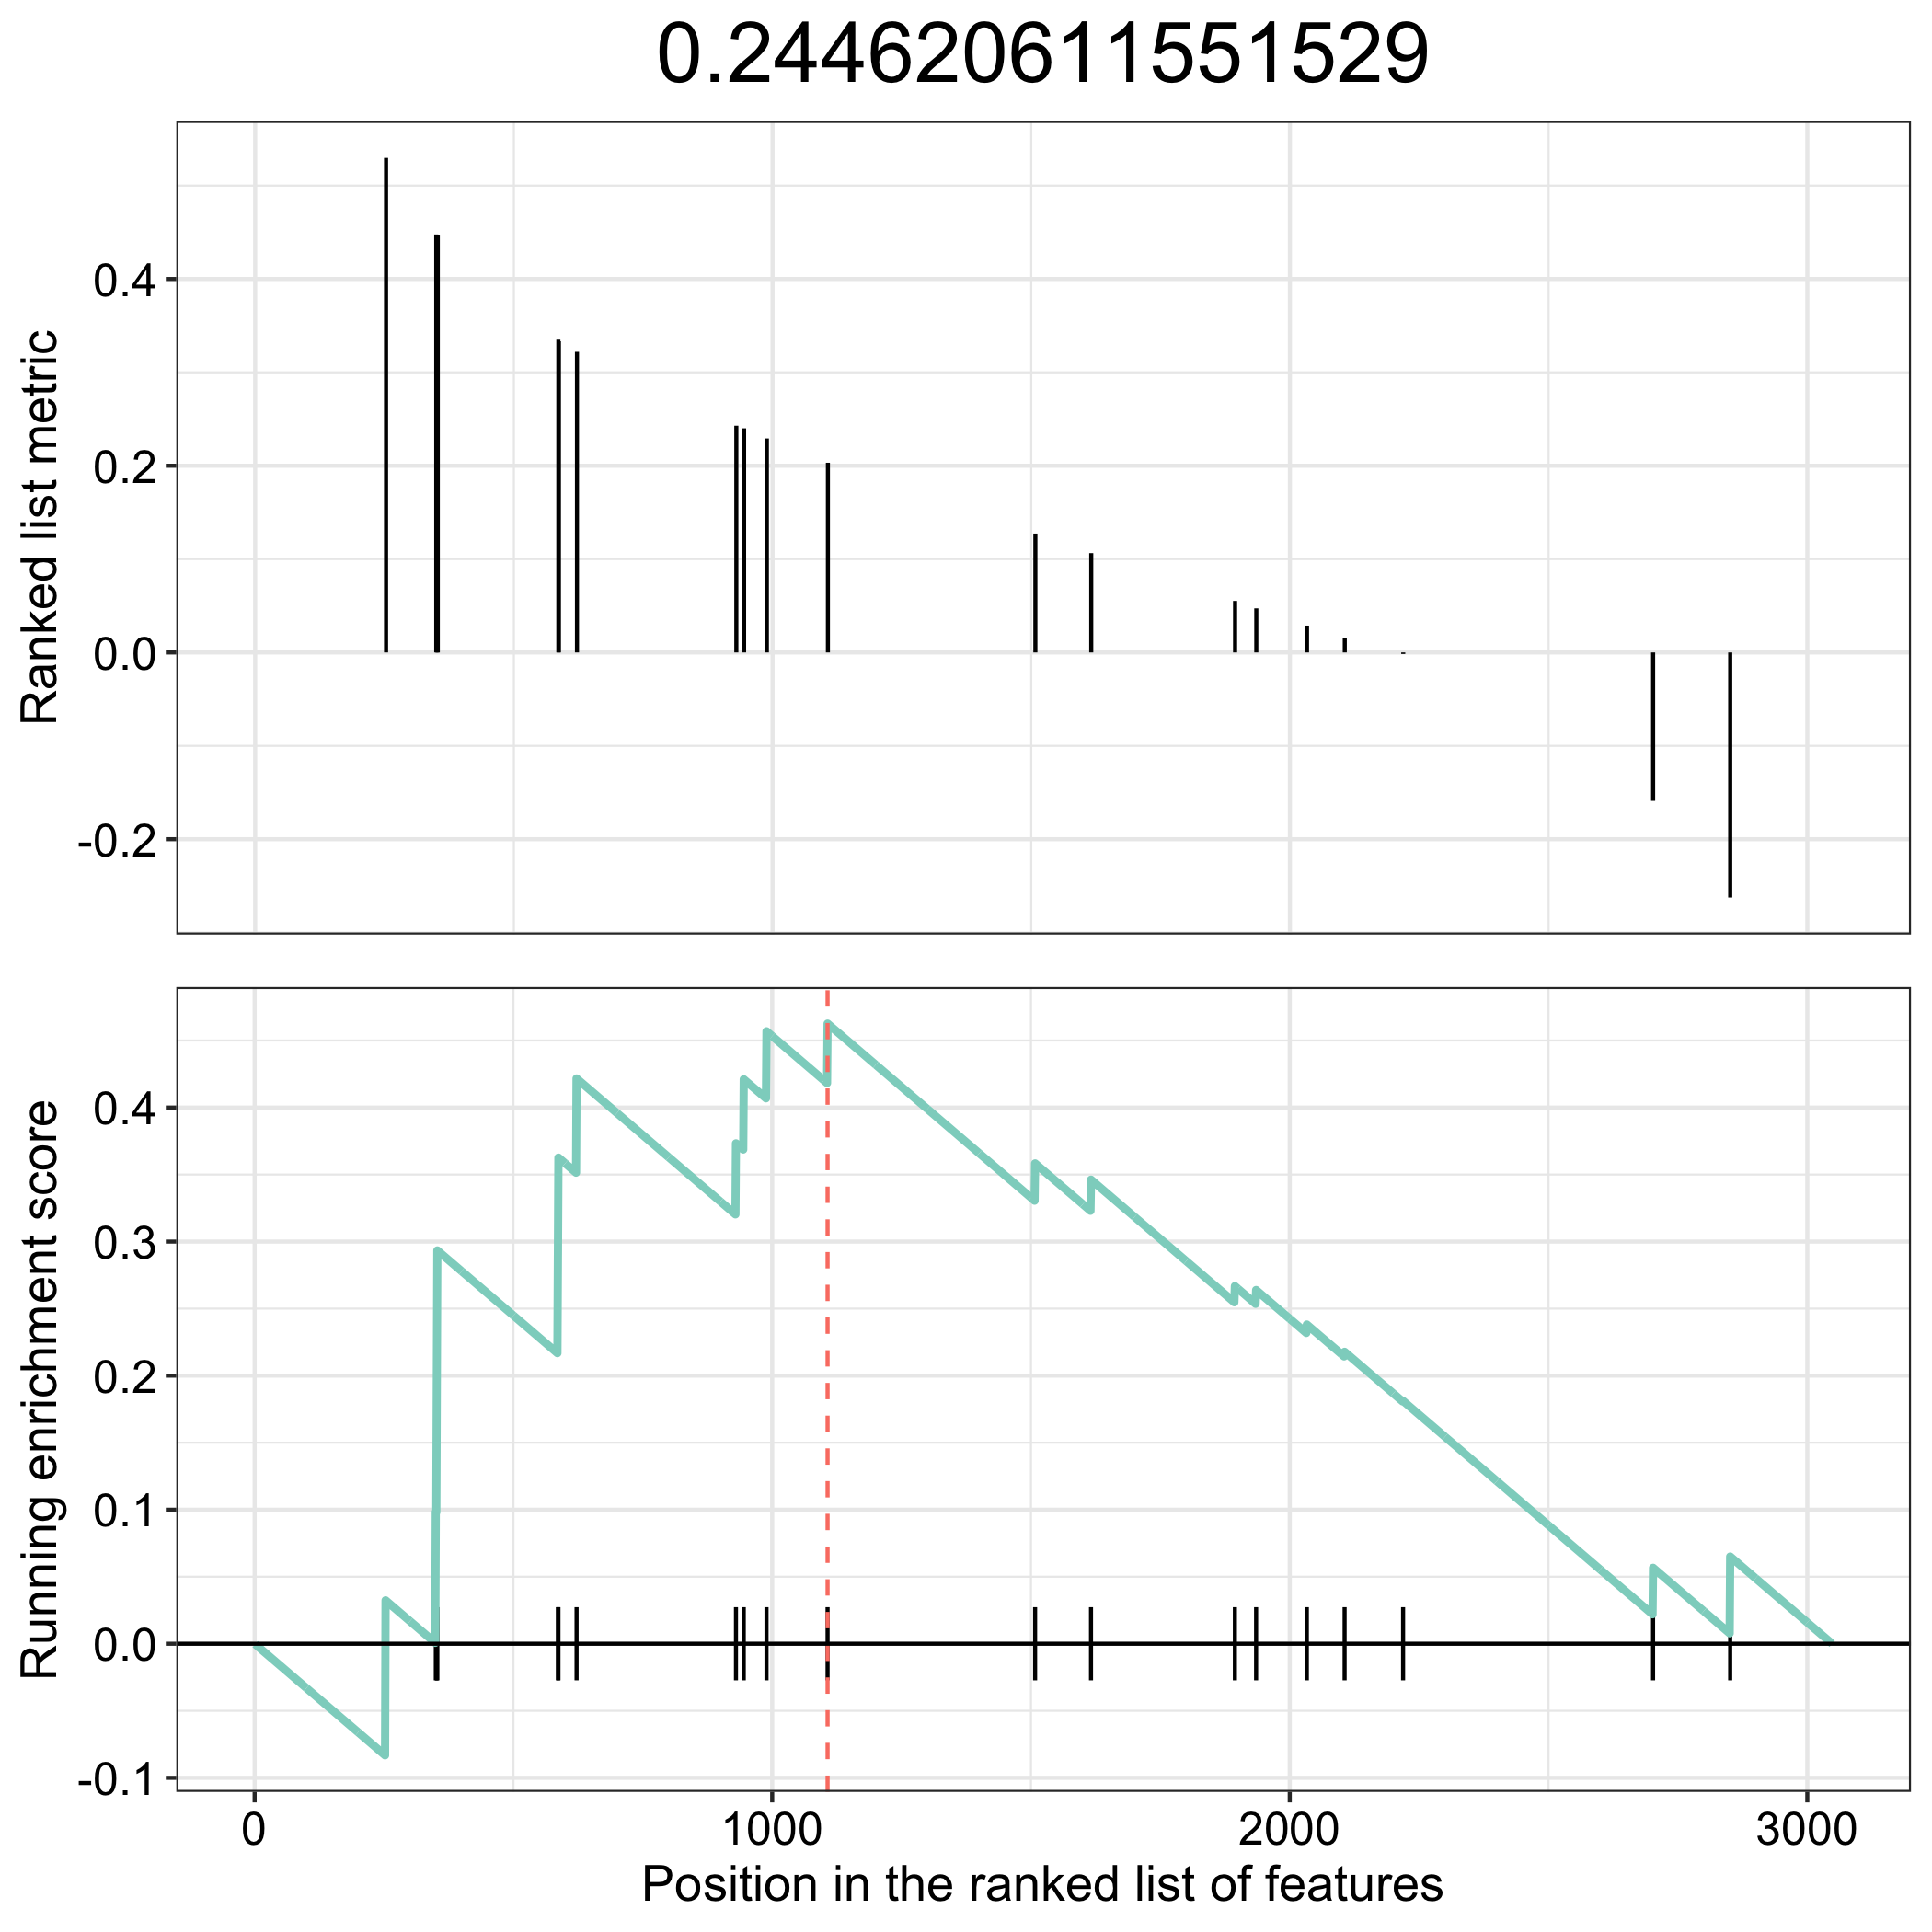 0.244620611551529
Ranked list metric
0.4
0.2
0.0
-0.2
Running enrichment score
0.4
0.3
0.2
0.1
0.0
-0.1
0 1000 2000 3000
Position in the ranked list of features